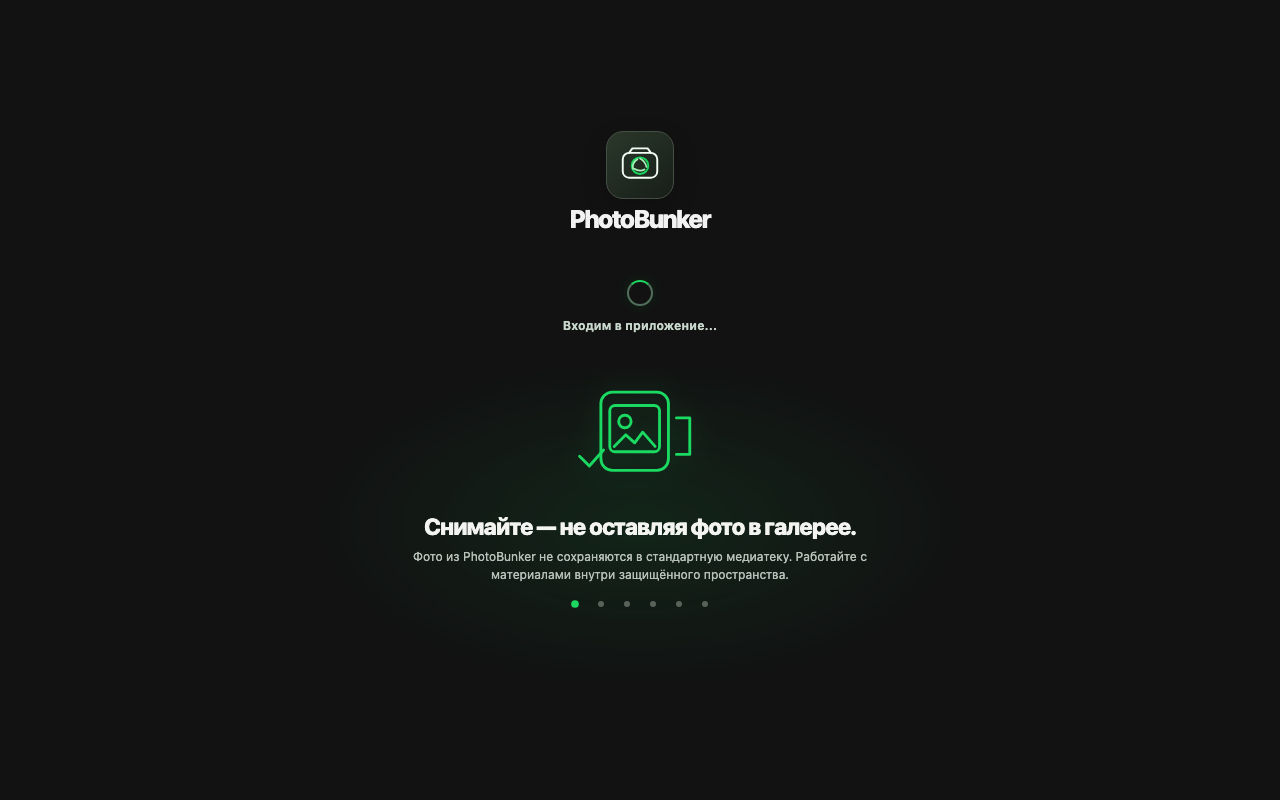 PhotoBunker
Входим в приложение...
Снимайте — не оставляя фото в галерее.
Фото из PhotoBunker не сохраняются в стандартную медиатеку. Работайте с
материалами внутри защищённого пространства.